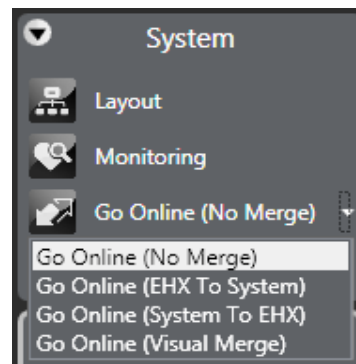 System
Layout
Monitoring
Go Online (No Merge)
Go Online (No Merge)
Go Online (EHX To System)
Go Online (System To EHX)
Go Online (Visual Merge)